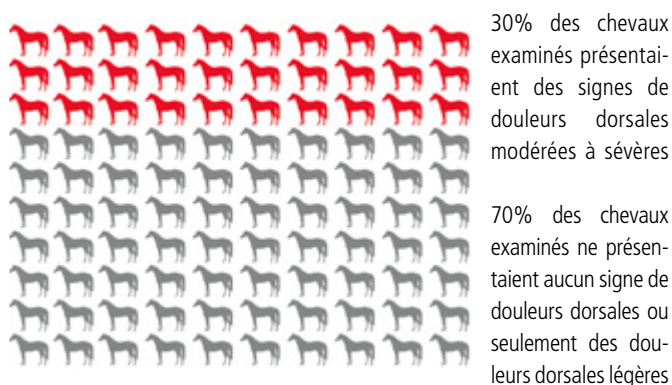 30% des chevaux
examinés présentai-
ent des signes de
douleurs dorsales
modérées à sévères
70% des chevaux
examinés ne présen-
taient aucun signe de
douleurs dorsales ou
seulement des dou-
leurs dorsales légères